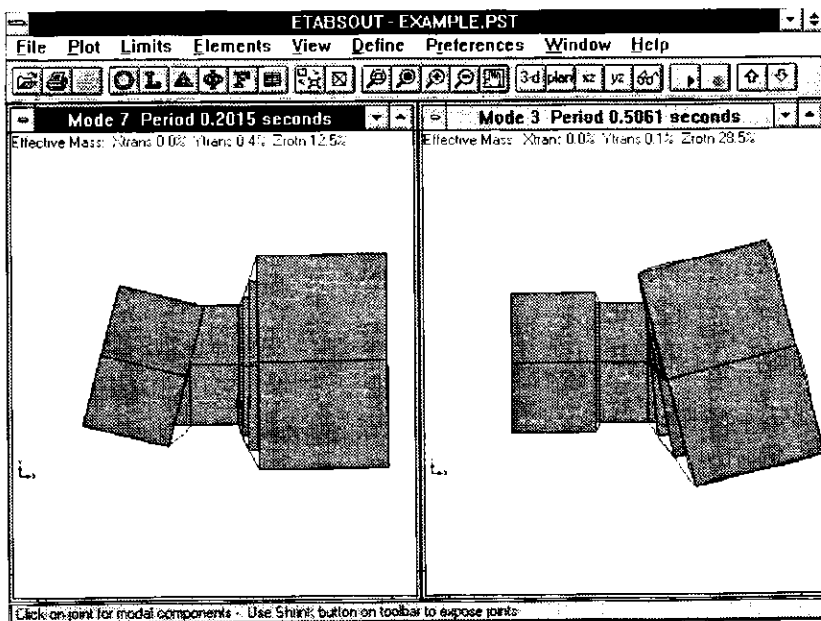 ETABSOUT - EXAMPLE.PST
File Plot Limits Elements View Define Preferences Window Help
3-d plan xz yz
Mode 7 Period 0.2015 seconds
Effective Mass: Xtrans 0.0% Ytrans 0.4% Zrotn 12.5%
Mode 3 Period 0.5061 seconds
Effective Mass: Xtrans 0.0% Ytrans 0.1% Zrotn 28.5%
Click on joint for modal components - Use Shrink button on toolbar to expose joints